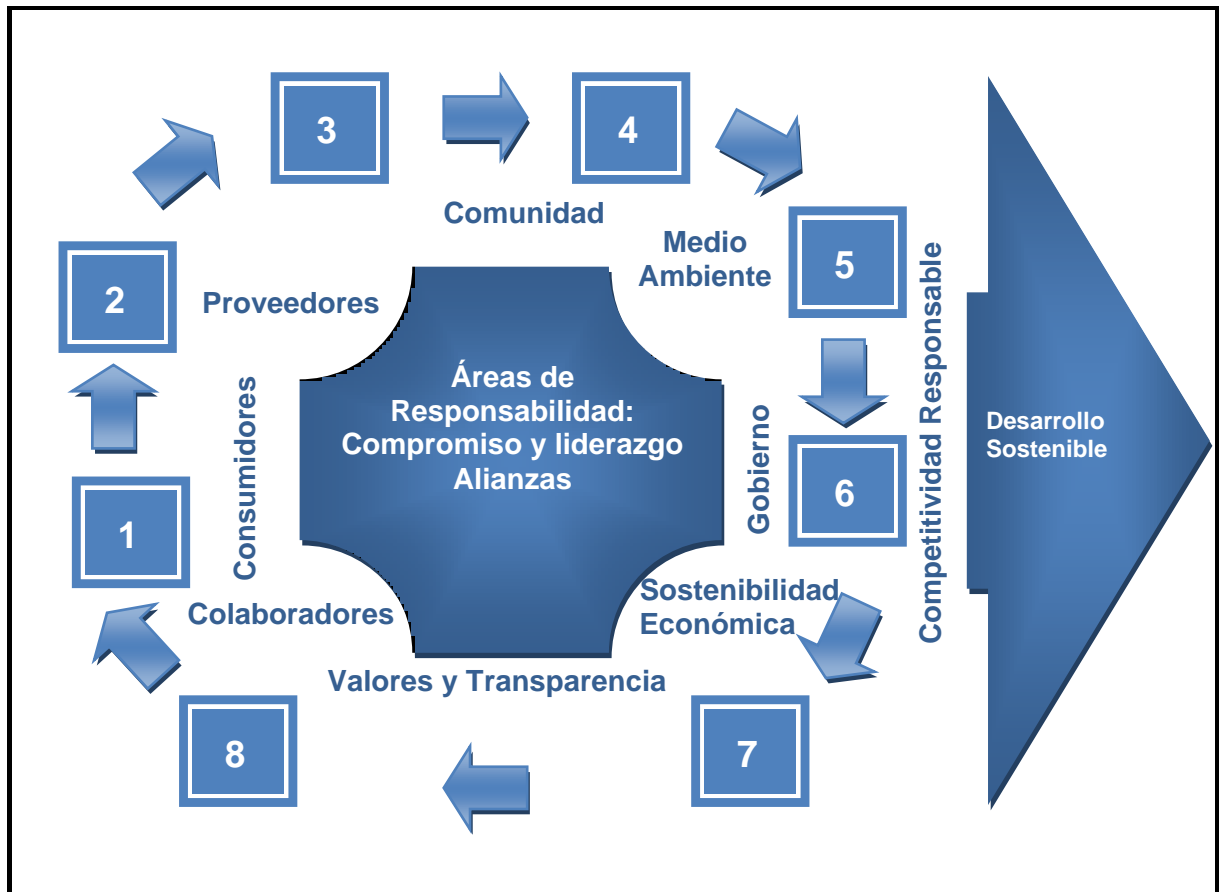 3
4
Comunidad
Medio
Ambiente
5
2
Proveedores
Áreas de
Responsabilidad:
Compromiso y liderazgo
Alianzas
Consumidores
Gobierno
Competitividad Responsable
Desarrollo
Sostenible
1
6
Colaboradores
Sostenibilidad
Económica
Valores y Transparencia
8
7